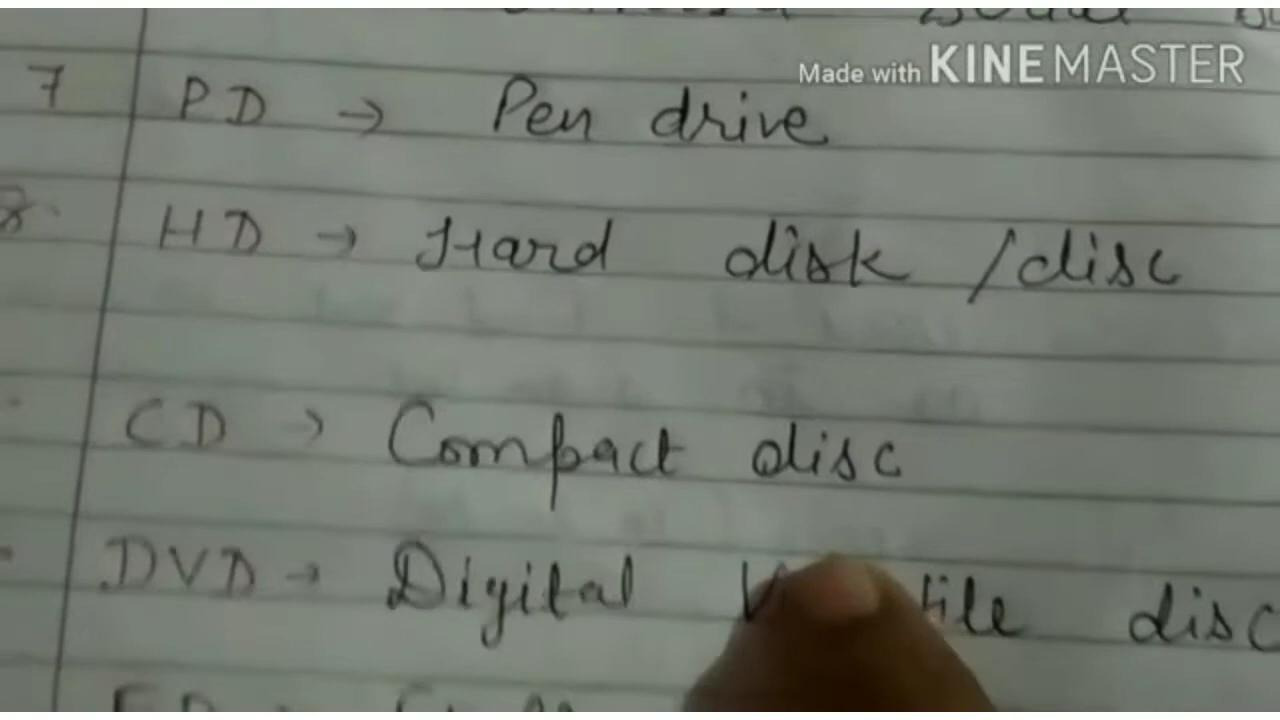 Made with KINEMASTER
7 PD → Pen drive
8. HD → Hard disk / disc
CD → Compact disc
DVD → Digital disc